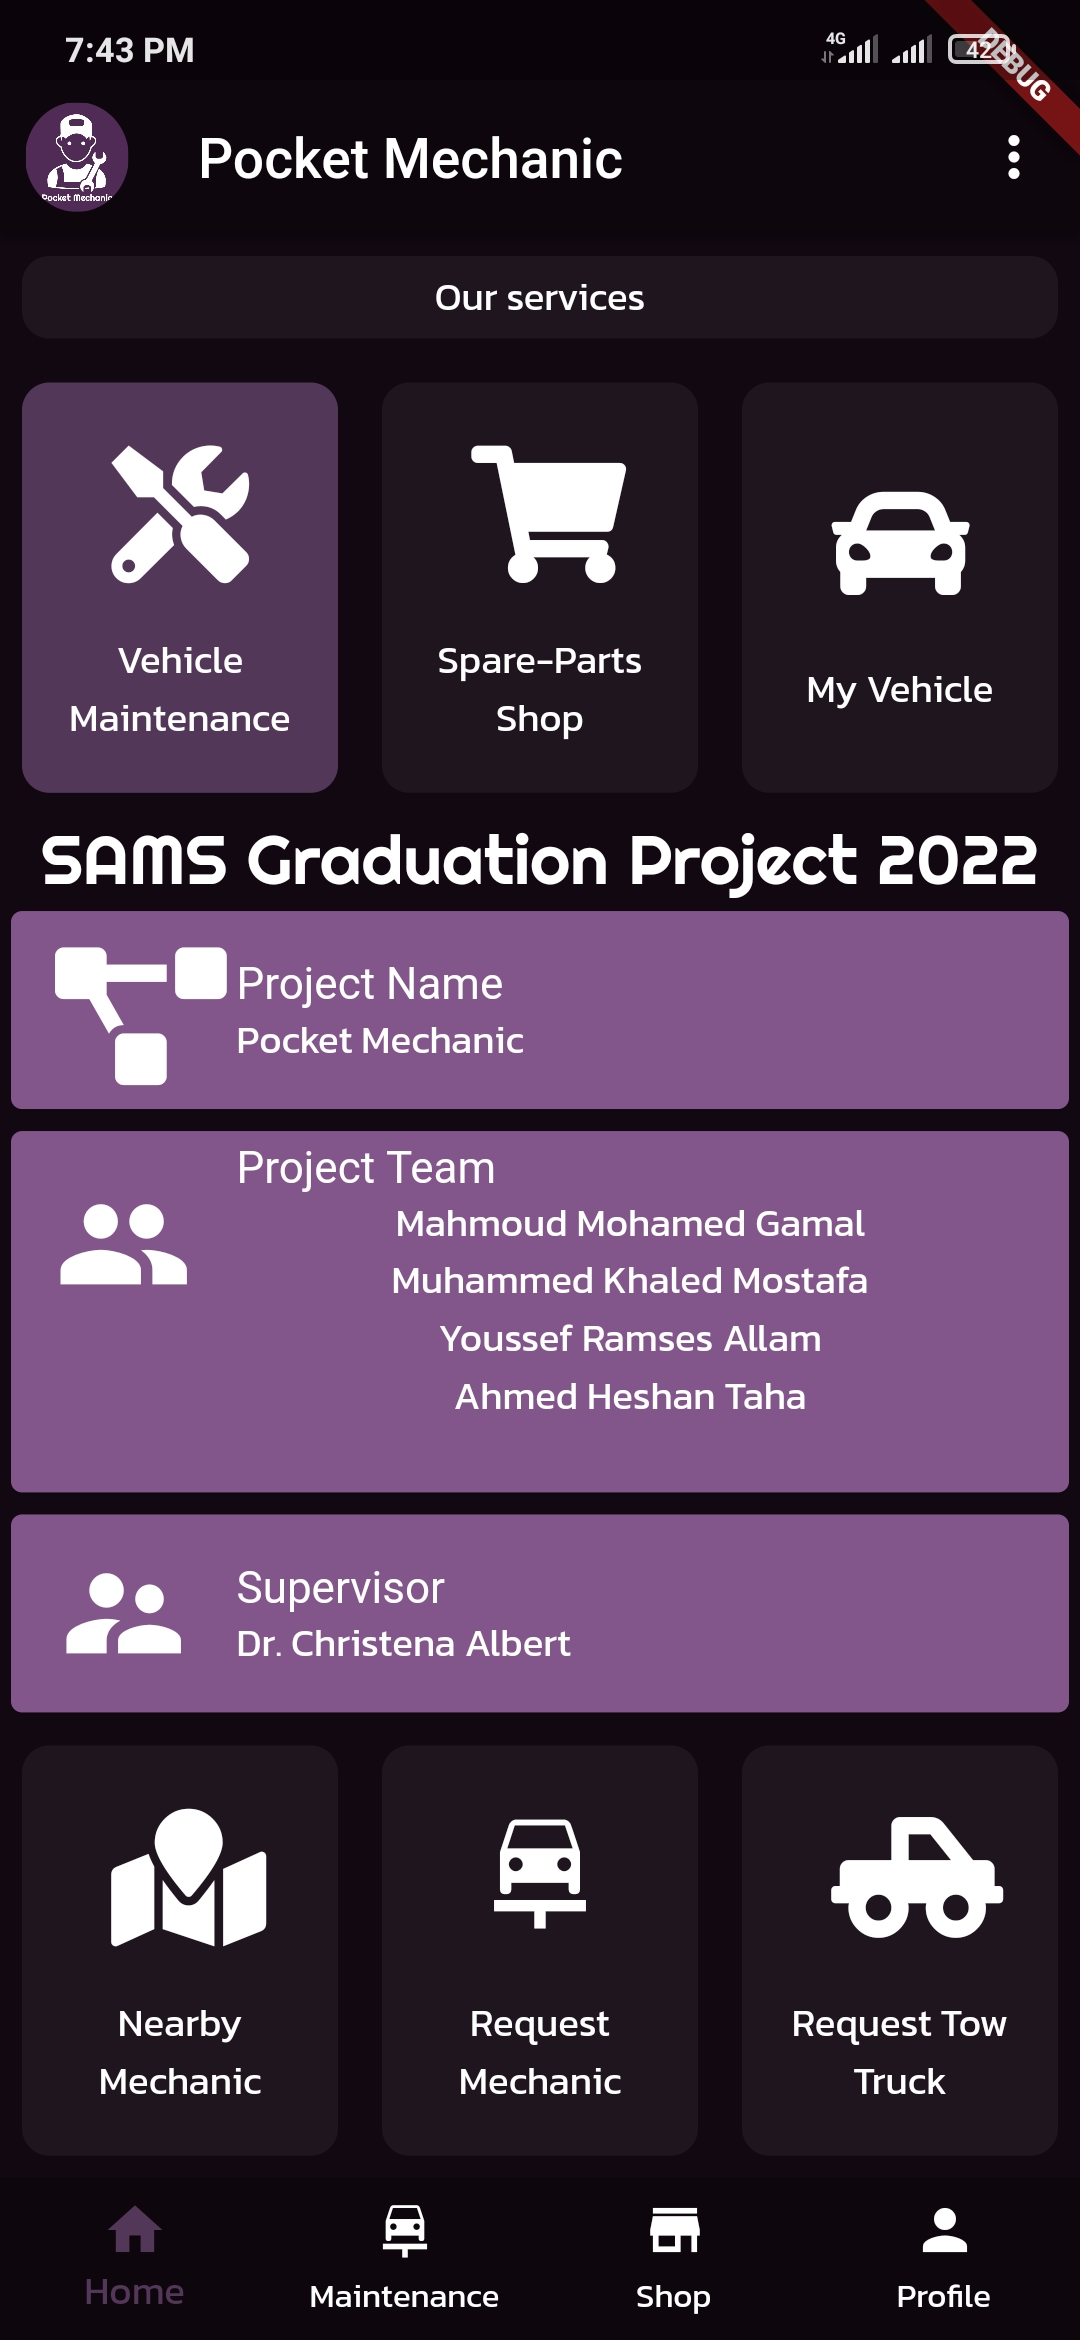 7:43 PM
4G
42
DEBUG
Pocket Mechanic
Pocket Mechanic
Our services
Vehicle
Maintenance
Spare-Parts
Shop
My Vehicle
SAMS Graduation Project 2022
Project Name
Pocket Mechanic
Project Team
Mahmoud Mohamed Gamal
Muhammed Khaled Mostafa
Youssef Ramses Allam
Ahmed Heshan Taha
Supervisor
Dr. Christena Albert
Nearby
Mechanic
Request
Mechanic
Request Tow
Truck
Home
Maintenance
Shop
Profile